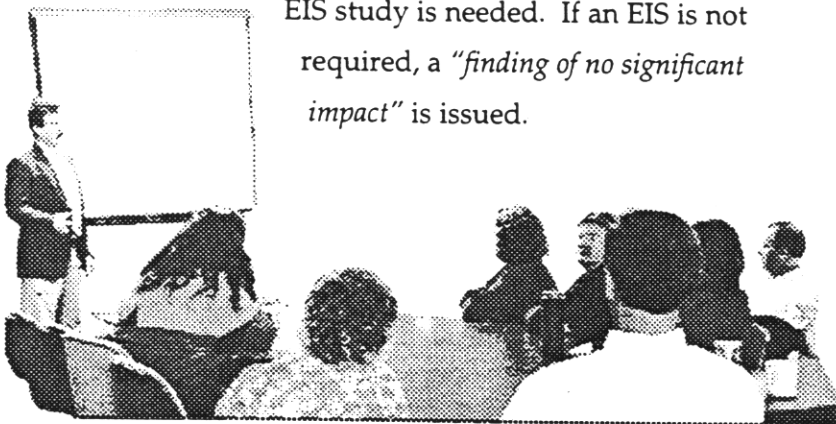 EIS study is needed. If an EIS is not
required, a "finding of no significant
impact" is issued.